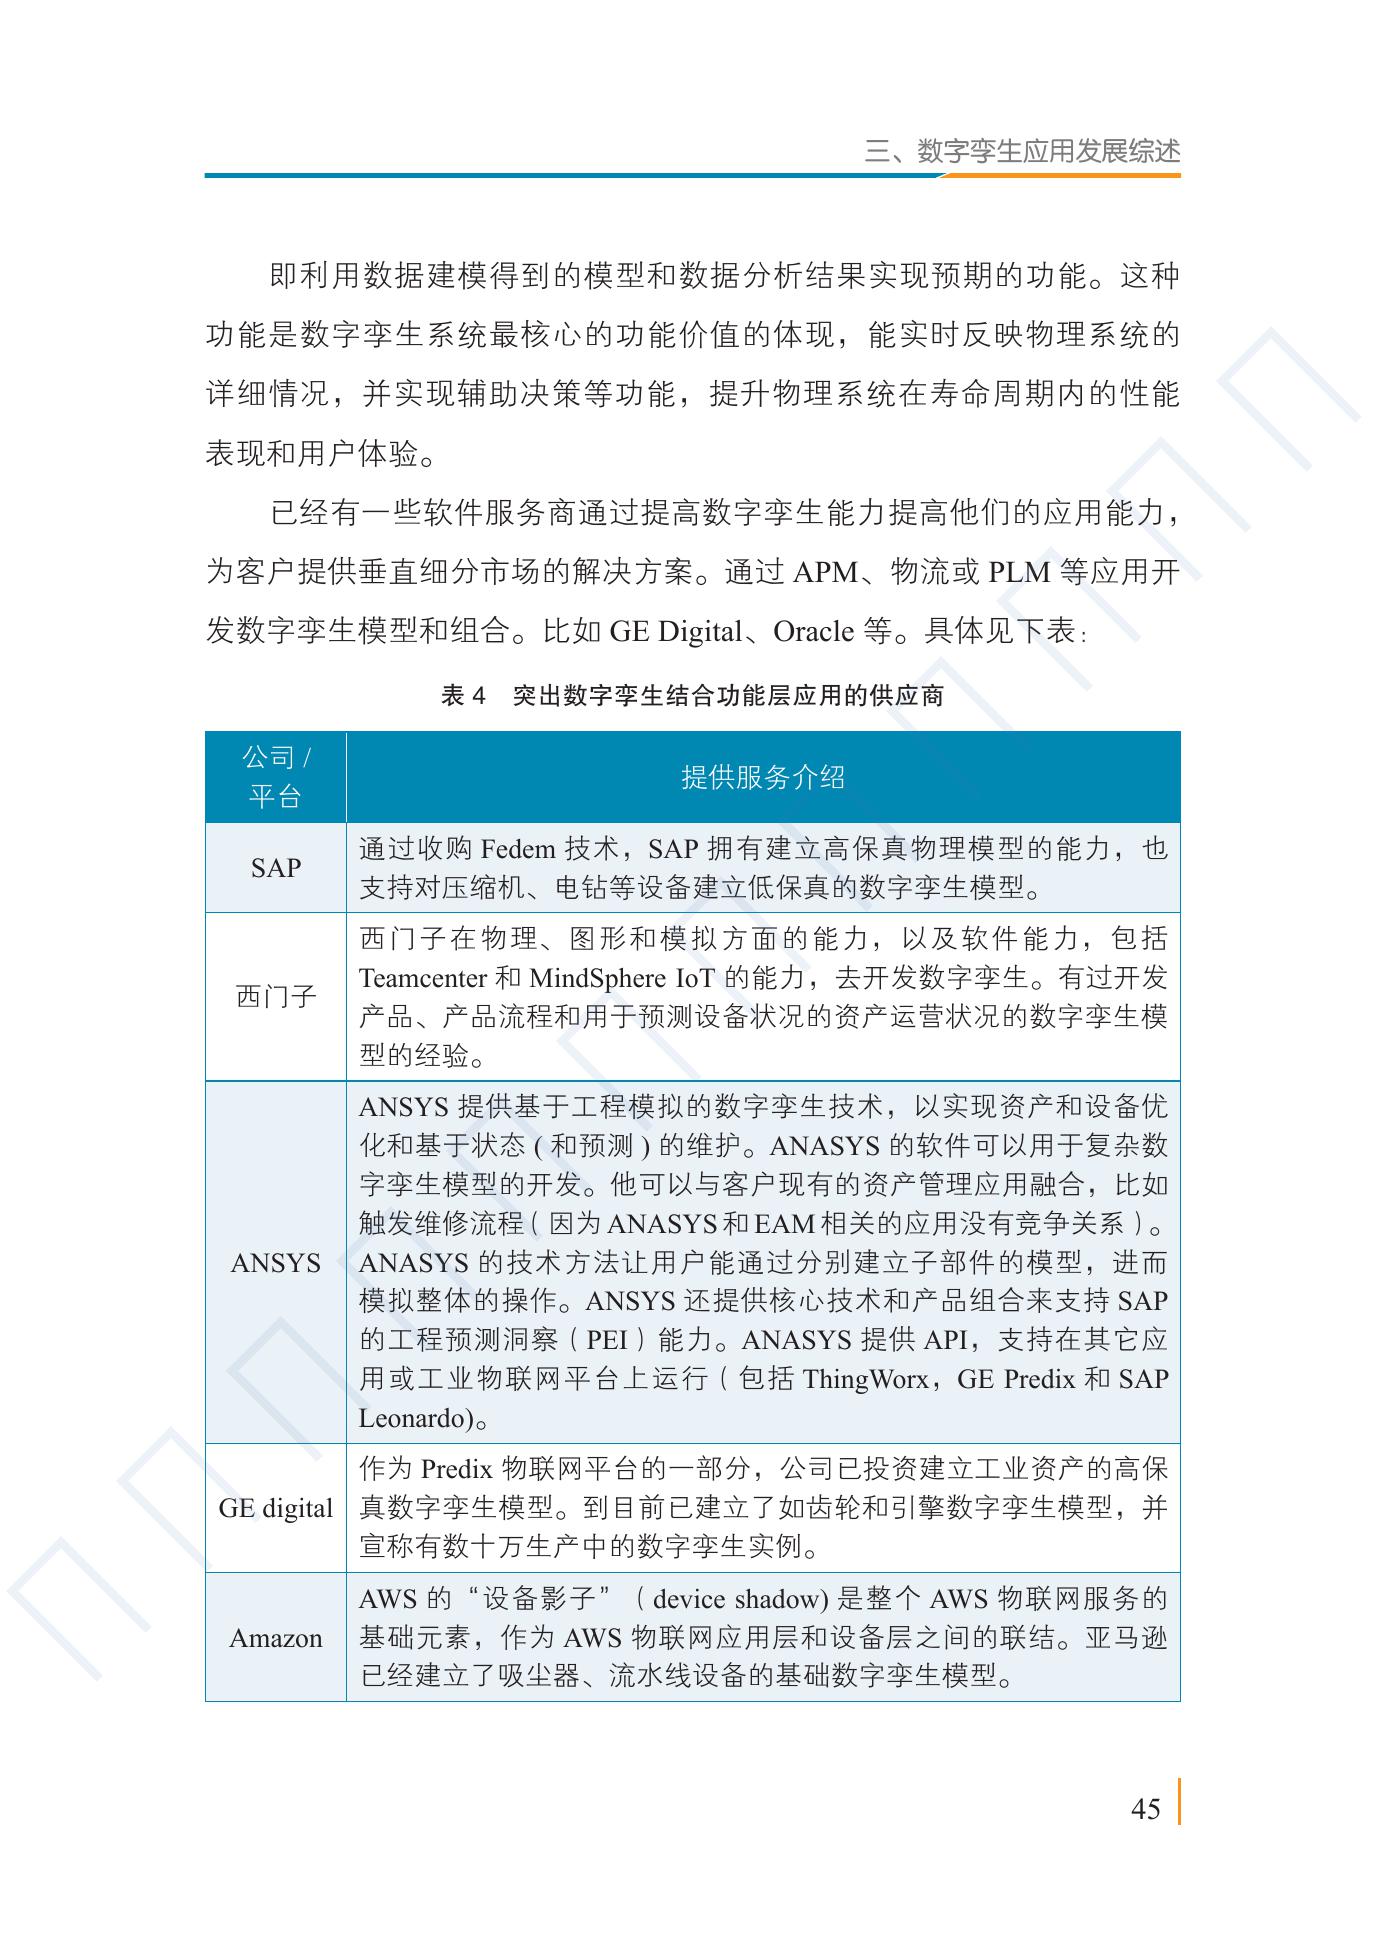 三、数字孪生应用发展综述
即利用数据建模得到的模型和数据分析结果实现预期的功能。这种
功能是数字孪生系统最核心的功能价值的体现，能实时反映物理系统的
详细情况，并实现辅助决策等功能，提升物理系统在寿命周期内的性能
表现和用户体验。
已经有一些软件服务商通过提高数字孪生能力提高他们的应用能力，
为客户提供垂直细分市场的解决方案。通过 APM、物流或 PLM 等应用开
发数字孪生模型和组合。比如 GE Digital、Oracle 等。具体见下表：
表 4　突出数字孪生结合功能层应用的供应商
公司 /
平台
提供服务介绍
SAP
通过收购 Fedem 技术，SAP 拥有建立高保真物理模型的能力，也
支持对压缩机、电钻等设备建立低保真的数字孪生模型。
西门子
西门子在物理、图形和模拟方面的能力，以及软件能力，包括
Teamcenter 和 MindSphere IoT 的能力，去开发数字孪生。有过开发
产品、产品流程和用于预测设备状况的资产运营状况的数字孪生模
型的经验。
ANSYS
ANSYS 提供基于工程模拟的数字孪生技术，以实现资产和设备优
化和基于状态 ( 和预测 ) 的维护。ANASYS 的软件可以用于复杂数
字孪生模型的开发。他可以与客户现有的资产管理应用融合，比如
触发维修流程（因为 ANASYS 和 EAM 相关的应用没有竞争关系）。
ANASYS 的技术方法让用户能通过分别建立子部件的模型，进而
模拟整体的操作。ANSYS 还提供核心技术和产品组合来支持 SAP
的工程预测洞察（PEI）能力。ANASYS 提供 API，支持在其它应
用或工业物联网平台上运行（包括 ThingWorx，GE Predix 和 SAP
Leonardo)。
GE digital
作为 Predix 物联网平台的一部分，公司已投资建立工业资产的高保
真数字孪生模型。到目前已建立了如齿轮和引擎数字孪生模型，并
宣称有数十万生产中的数字孪生实例。
Amazon
AWS 的“设备影子”（device shadow) 是整个 AWS 物联网服务的
基础元素，作为 AWS 物联网应用层和设备层之间的联结。亚马逊
已经建立了吸尘器、流水线设备的基础数字孪生模型。
45